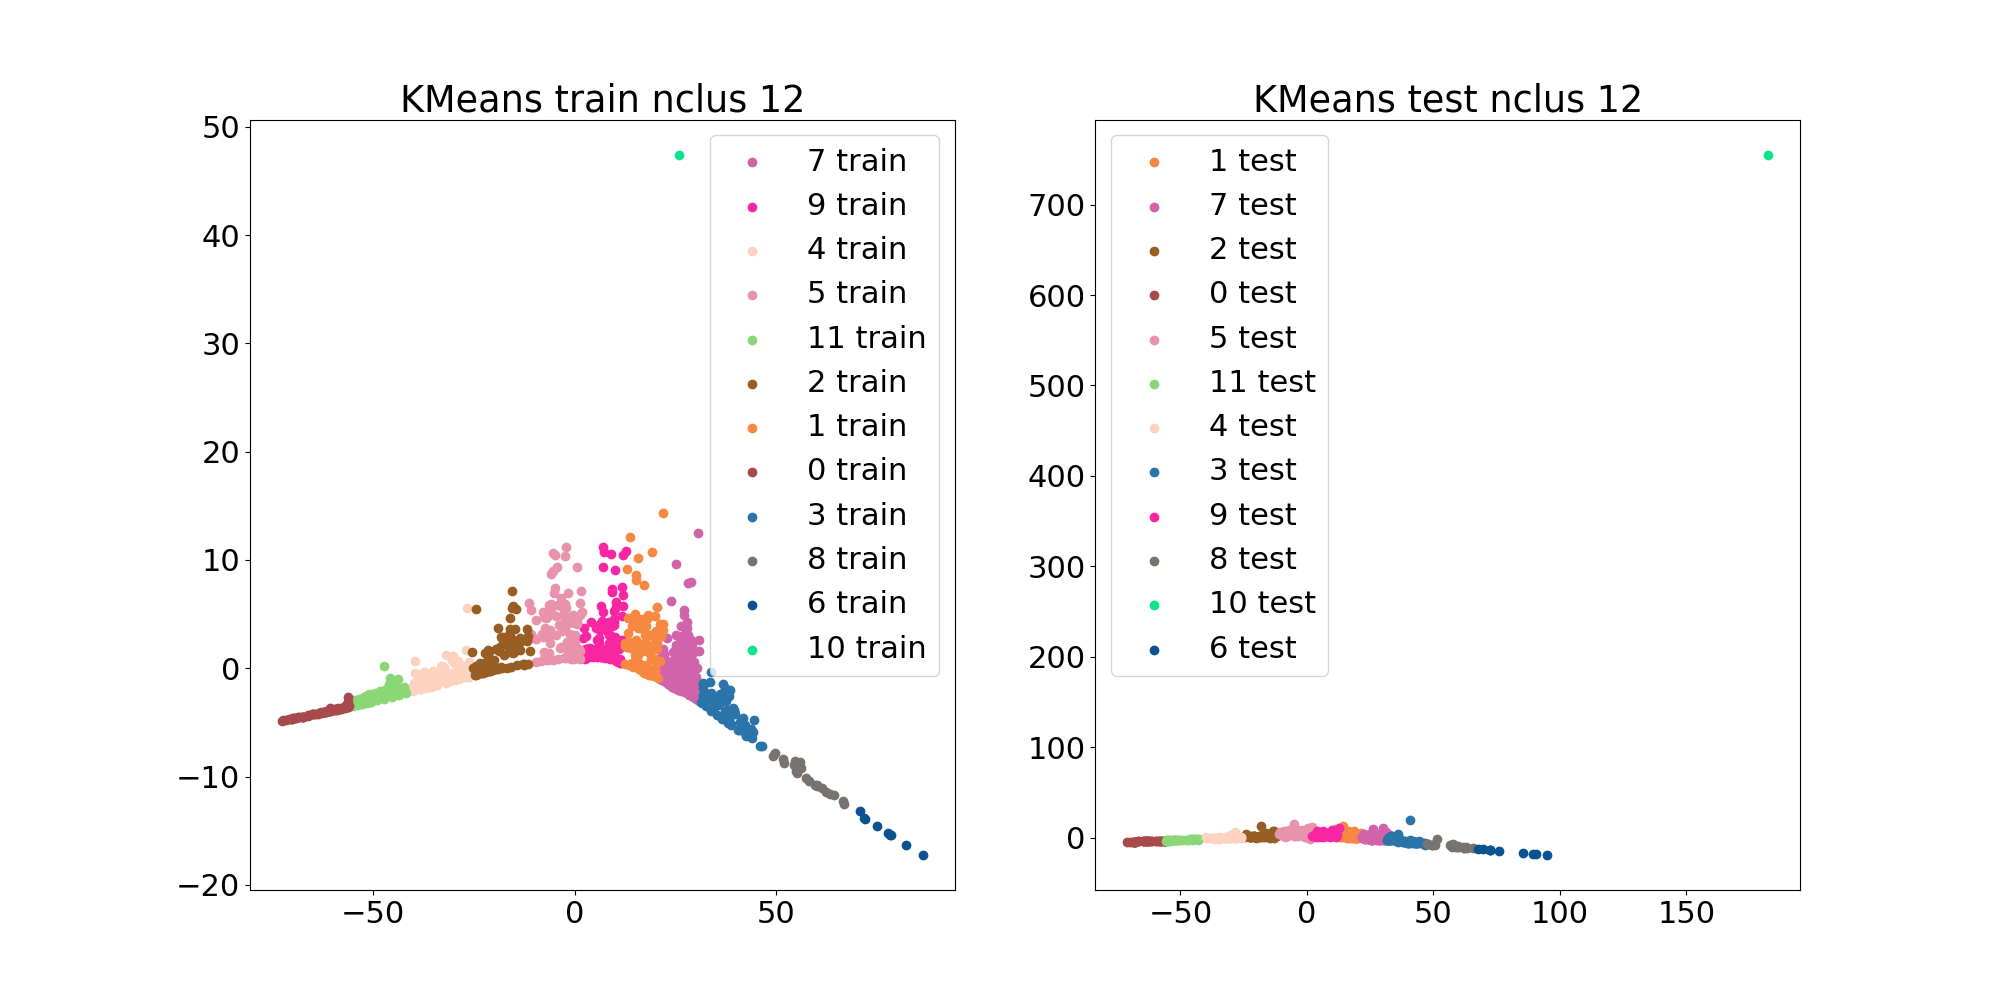 KMeans train nclus 12
50
40
30
20
10
0
−10
−20
−50
0
50
7 train
9 train
4 train
5 train
11 train
2 train
1 train
0 train
3 train
8 train
6 train
10 train
KMeans test nclus 12
700
600
500
400
300
200
100
0
−50
0
50
100
150
1 test
7 test
2 test
0 test
5 test
11 test
4 test
3 test
9 test
8 test
10 test
6 test